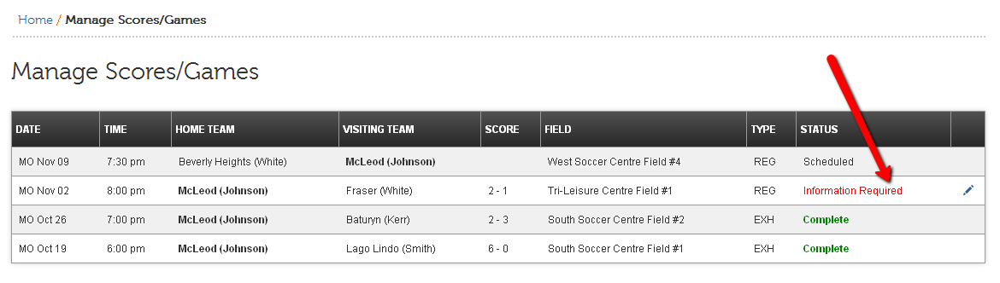 Home / Manage Scores/Games
Manage Scores/Games
DATE TIME HOME TEAM VISITING TEAM SCORE FIELD TYPE STATUS
MO Nov 09 7:30 pm Beverly Heights (White) McLeod (Johnson) West Soccer Centre Field #4 REG Scheduled
MO Nov 02 8:00 pm McLeod (Johnson) Fraser (White) 2 - 1 Tri-Leisure Centre Field #1 REG Information Required
MO Oct 26 7:00 pm McLeod (Johnson) Baturyn (Kerr) 2 - 3 South Soccer Centre Field #2 EXH Complete
MO Oct 19 6:00 pm McLeod (Johnson) Lago Lindo (Smith) 6 - 0 South Soccer Centre Field #1 EXH Complete